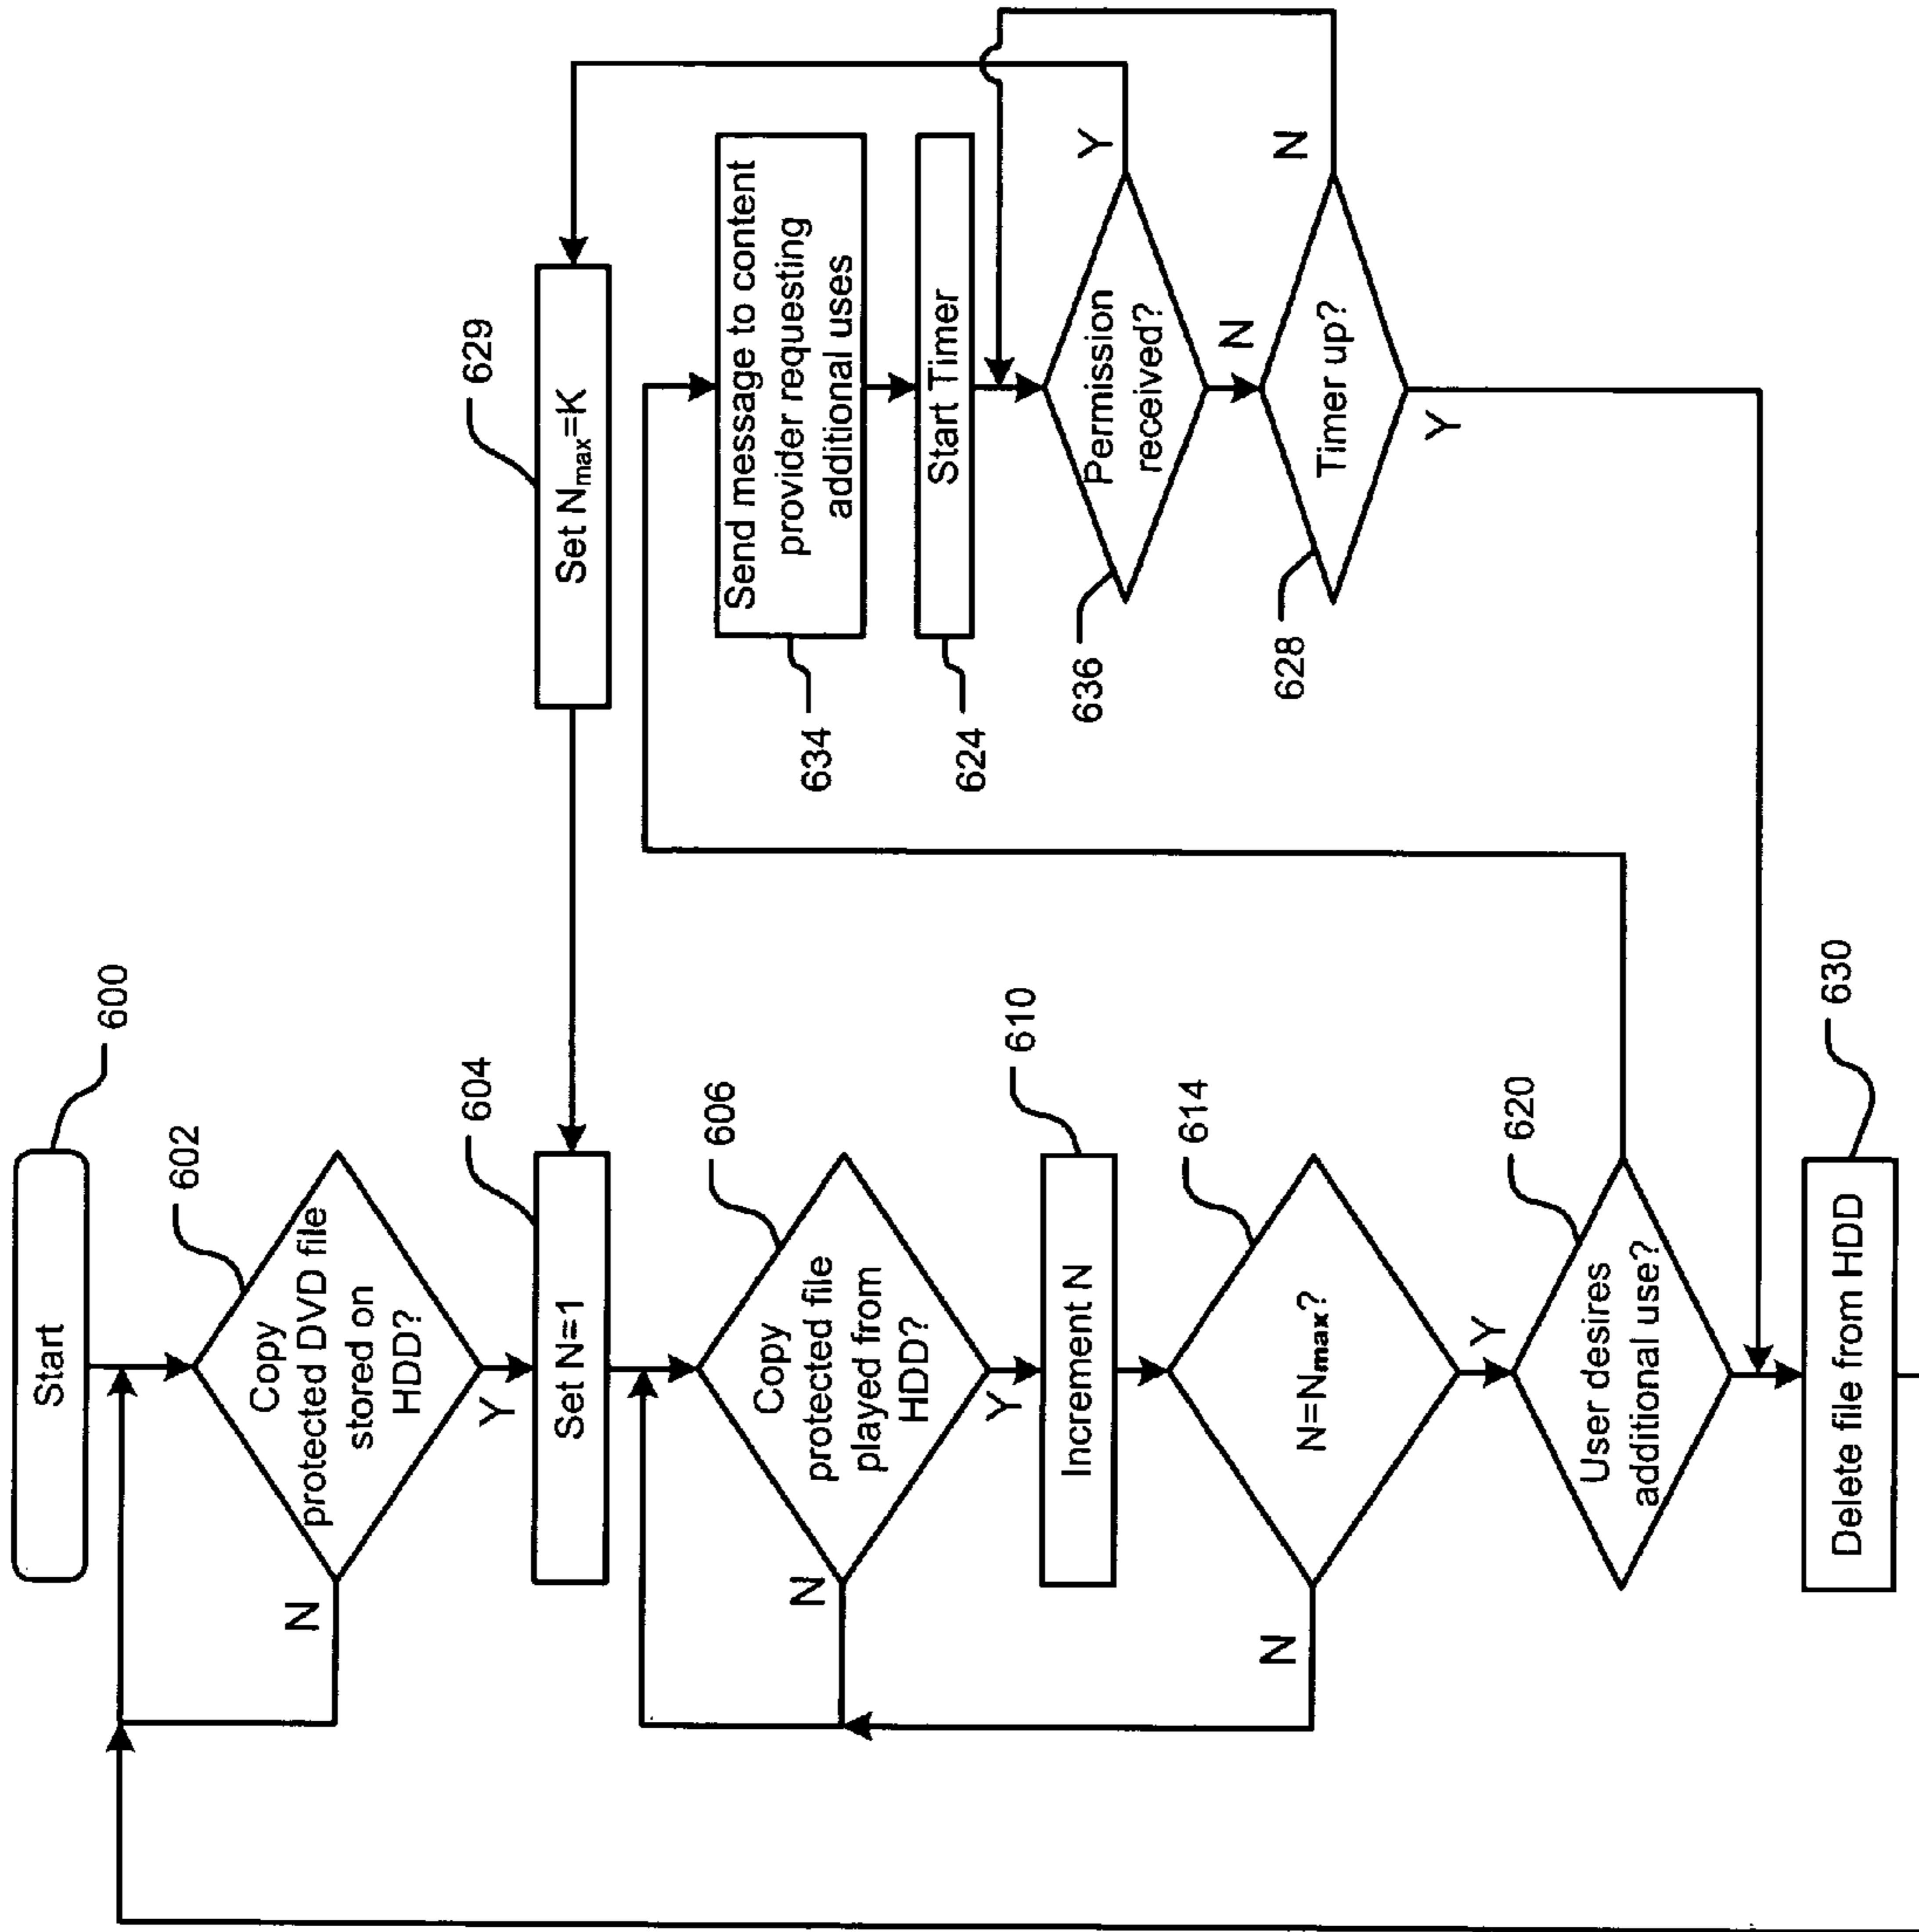 Start
600
Copy
protected DVD file
stored on
HDD?
602
N
Y
Set N=1
604
Copy
protected file
played from
HDD?
606
N
Y
Increment N
610
N=Nmax?
614
N
Y
User desires
additional use?
620
Delete file from HDD
630
Set Nmax=K
629
Send message to content
provider requesting
additional uses
634
Start Timer
624
Permission
received?
636
Y
N
Timer up?
628
N
Y